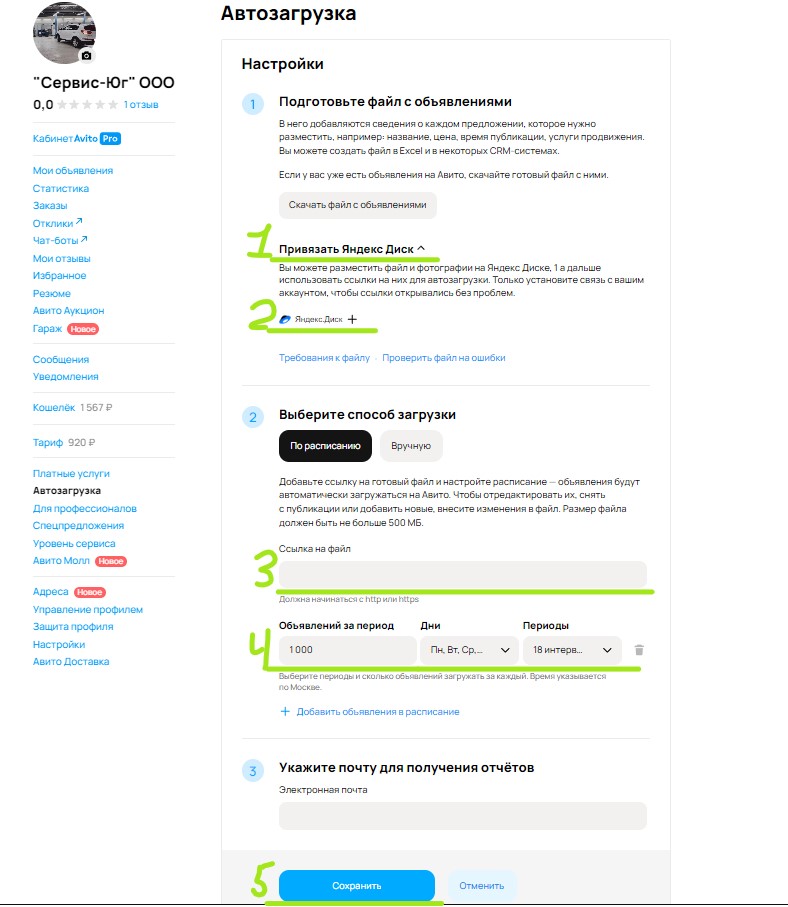 Автозагрузка
"Сервис-Юг" ООО
0,0 1 отзыв
Кабинет Avito Pro
Мои объявления
Статистика
Заказы
Отклики
Чат-боты
Мои отзывы
Избранное
Резюме
Авито Аукцион
Гараж Новое
Сообщения
Уведомления
Кошелёк 1 567 ₽
Тариф 920 ₽
Платные услуги
Автозагрузка
Для профессионалов
Спецпредложения
Уровень сервиса
Авито Молл Новое
Адреса Новое
Управление профилем
Защита профиля
Настройки
Авито Доставка
Настройки
1 Подготовьте файл с объявлениями
В него добавляются сведения о каждом предложении, которое нужно
разместить, например: название, цена, время публикации, услуги продвижения.
Вы можете создать файл в Excel и в некоторых CRM-системах.
Если у вас уже есть объявления на Авито, скачайте готовый файл с ними.
Скачать файл с объявлениями
1 Привязать Яндекс Диск
Вы можете разместить файл и фотографии на Яндекс Диске, 1 а дальше
использовать ссылки на них для автозагрузки. Только установите связь с вашим
аккаунтом, чтобы ссылки открывались без проблем.
2 Яндекс.Диск +
Требования к файлу · Проверить файл на ошибки
2 Выберите способ загрузки
По расписанию Вручную
Добавьте ссылку на готовый файл и настройте расписание — объявления будут
автоматически загружаться на Авито. Чтобы отредактировать их, снять
с публикации или добавить новые, внесите изменения в файл. Размер файла
должен быть не больше 500 МБ.
Ссылка на файл
3
Должна начинаться с http или https
Объявлений за период Дни Периоды
4 1 000 Пн, Вт, Ср,... 18 интерв...
Выберите периоды и сколько объявлений загружать за каждый. Время указывается
по Москве.
+ Добавить объявления в расписание
3 Укажите почту для получения отчётов
Электронная почта
5 Сохранить Отменить